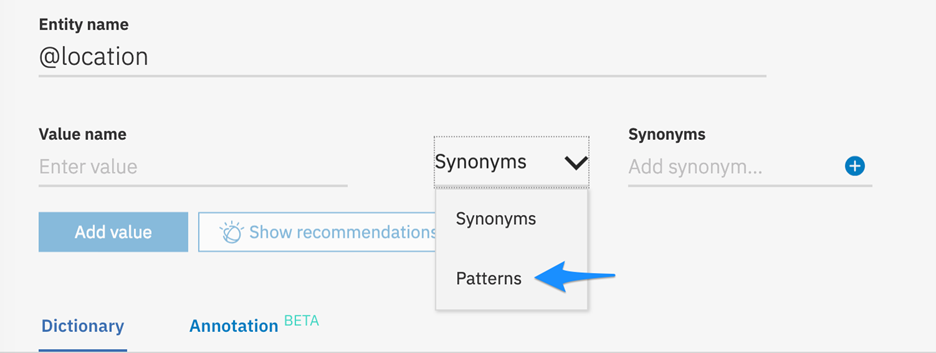 Entity name
@location
Value name
Synonyms
Synonyms
Enter value
Add synonym...
Synonyms
Add value
Show recommendations
Patterns
Dictionary
Annotation BETA